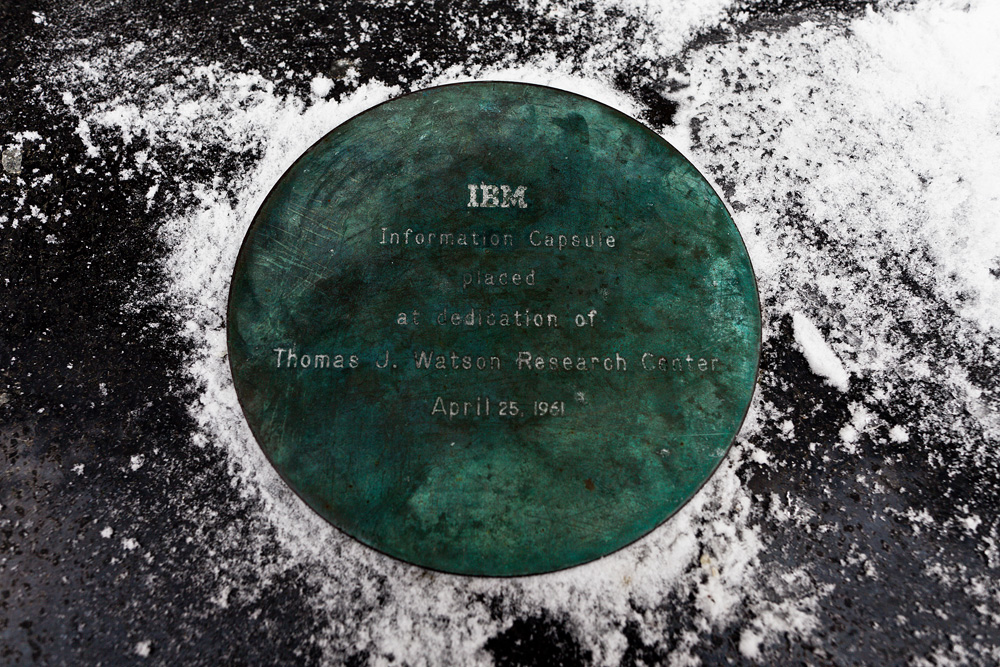 IBM
Information Capsule
placed
at dedication of
Thomas J. Watson Research Center
April 25, 1961